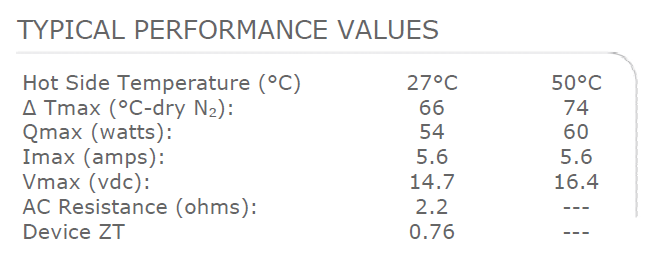 TYPICAL PERFORMANCE VALUES
Hot Side Temperature (°C) 27°C 50°C
Δ Tmax (°C-dry N₂): 66 74
Qmax (watts): 54 60
Imax (amps): 5.6 5.6
Vmax (vdc): 14.7 16.4
AC Resistance (ohms): 2.2 ---
Device ZT 0.76 ---